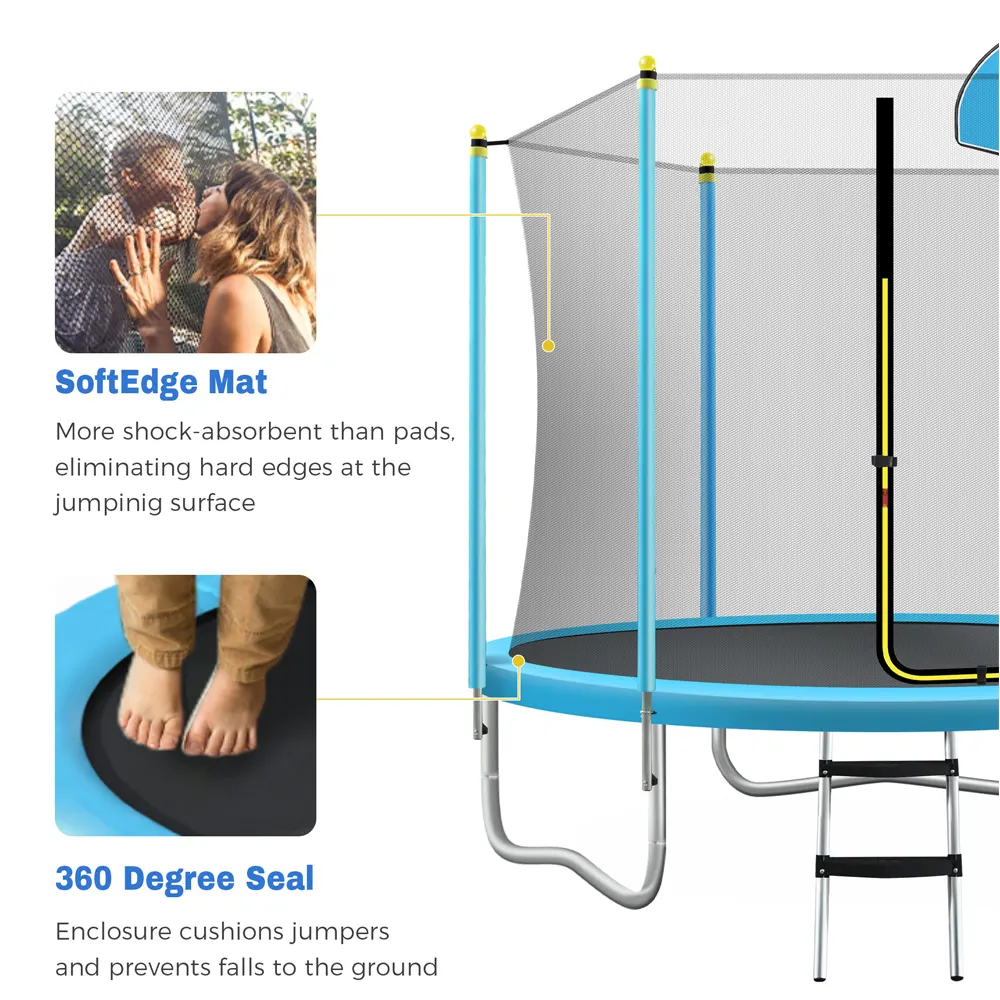 SoftEdge Mat
More shock-absorbent than pads,
eliminating hard edges at the
jumpinig surface
360 Degree Seal
Enclosure cushions jumpers
and prevents falls to the ground